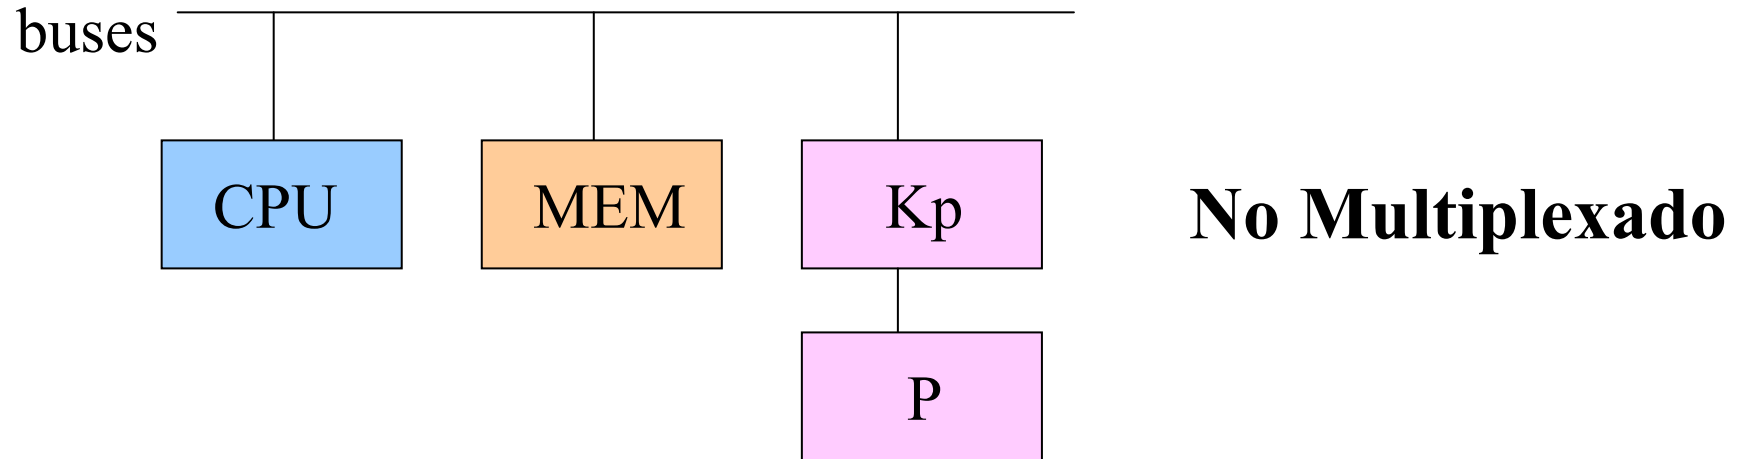 buses
CPU
MEM
Kp
No Multiplexado
P